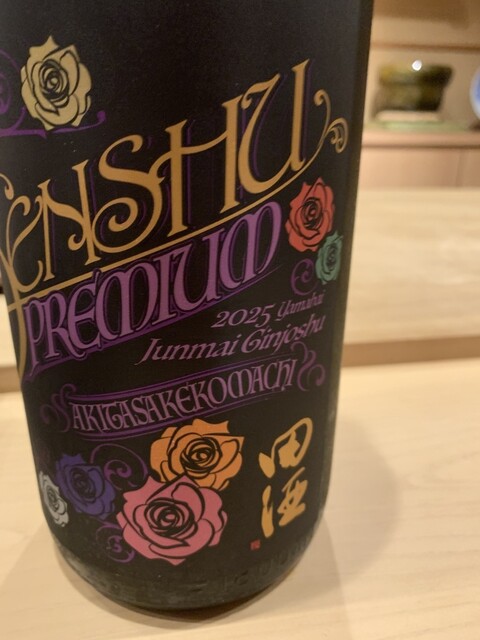 ENSHU
PREMIUM
2025 Yamahai
Junmai Ginjoshu
AKITASAKEKOMACHI
田酒